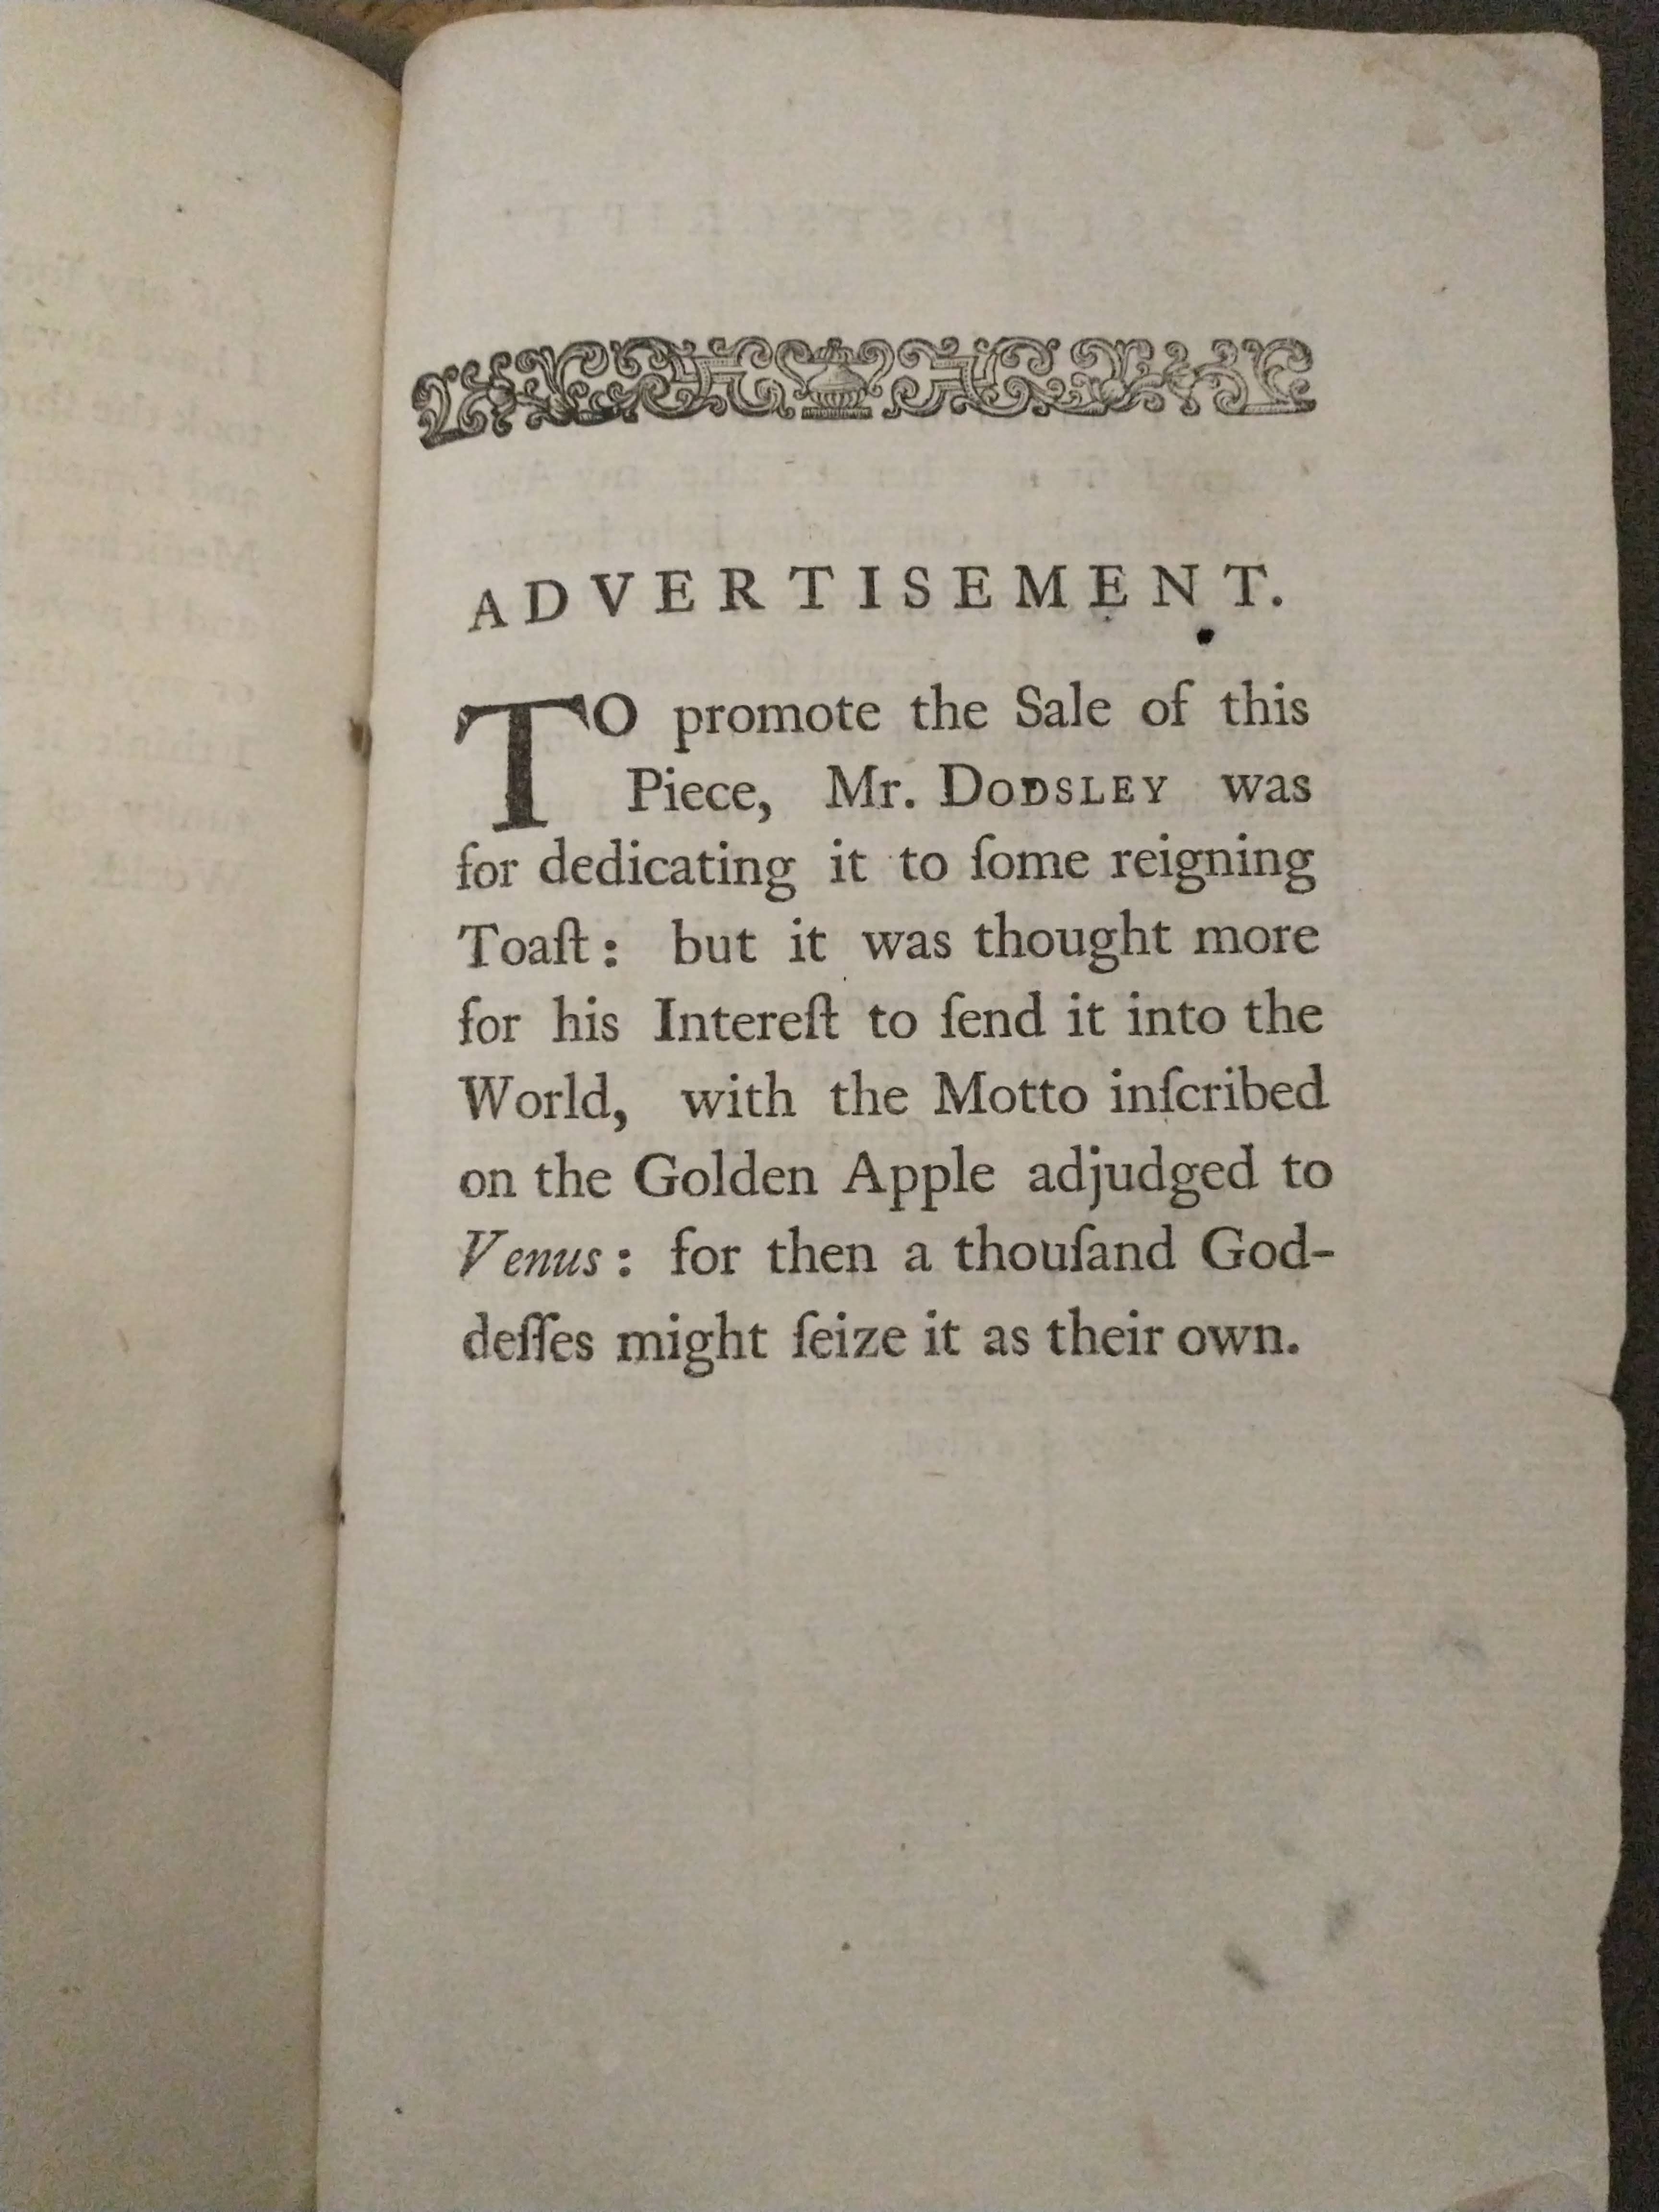 ADVERTISEMENT.
TO promote the Sale of this
Piece, Mr. DODSLEY was
for dedicating it to ſome reigning
Toaſt: but it was thought more
for his Intereſt to ſend it into the
World, with the Motto inſcribed
on the Golden Apple adjudged to
Venus: for then a thouſand God-
deſſes might ſeize it as their own.